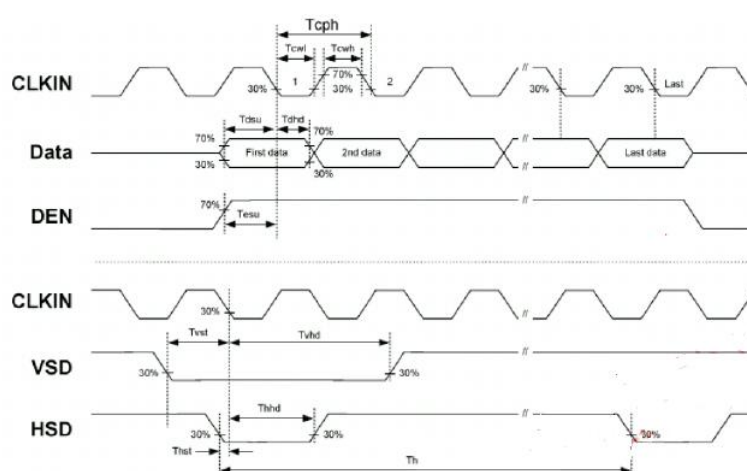 Tcph
Tcwl Tcwh
CLKIN 30% 1 70% 30% 2 // 30% 30% Last
Tdsu Tdhd
70% 70%
Data First data 2nd data // Last data
30% 30%
DEN 70% Tesu //
CLKIN 30% //
Tvst Tvhd //
VSD 30% 30%
Thhd //
HSD 30% 30% 30%
Thst
Th